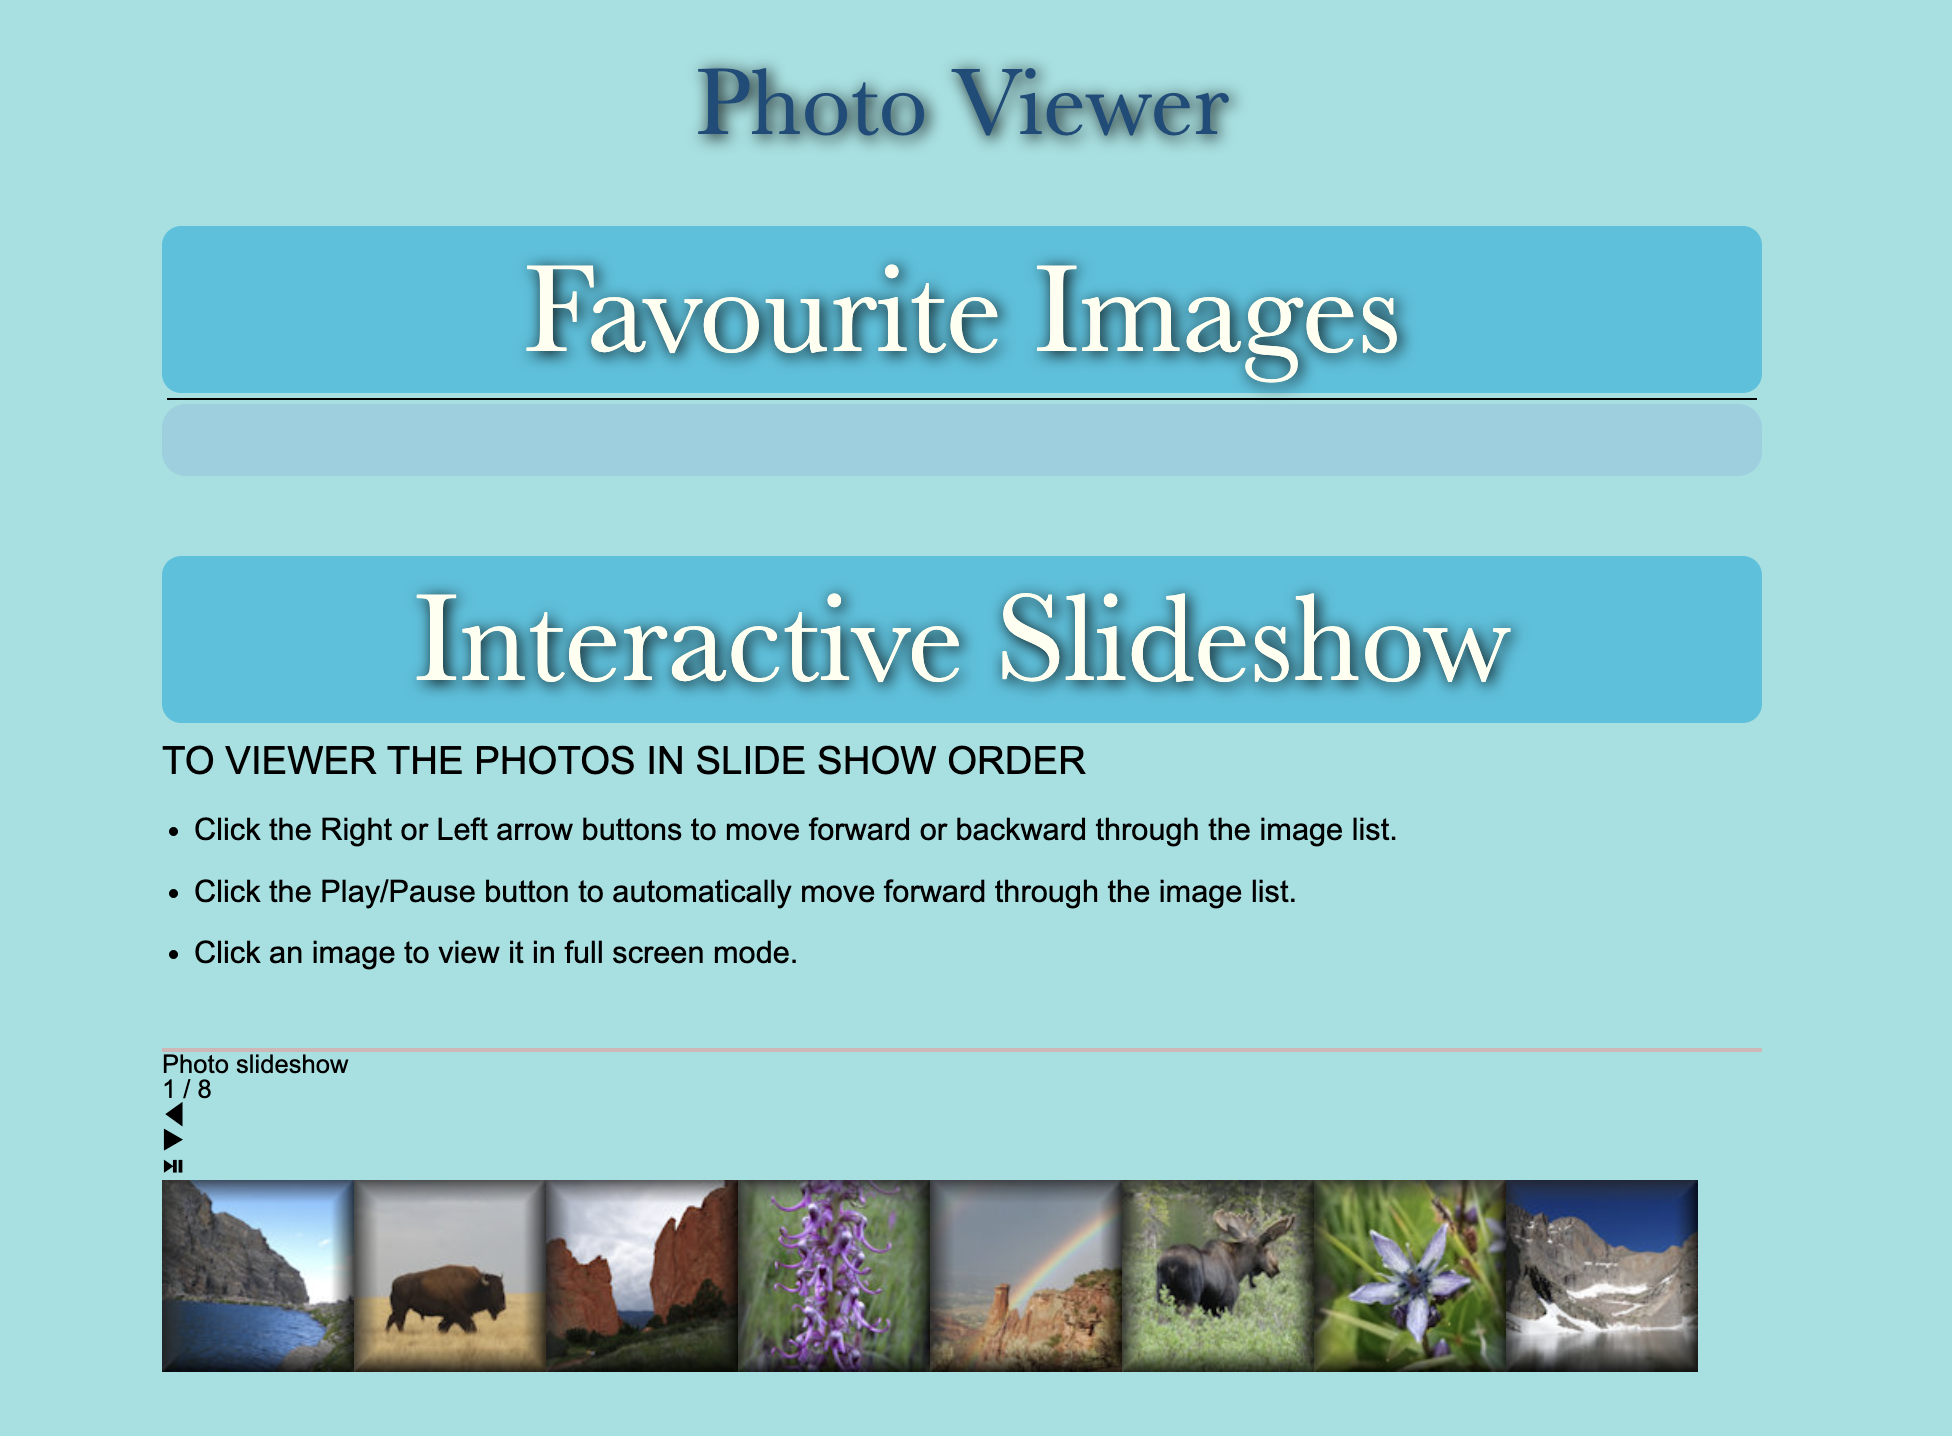 Photo Viewer
Favourite Images
Interactive Slideshow
TO VIEWER THE PHOTOS IN SLIDE SHOW ORDER
• Click the Right or Left arrow buttons to move forward or backward through the image list.
• Click the Play/Pause button to automatically move forward through the image list.
• Click an image to view it in full screen mode.
Photo slideshow
1 / 8